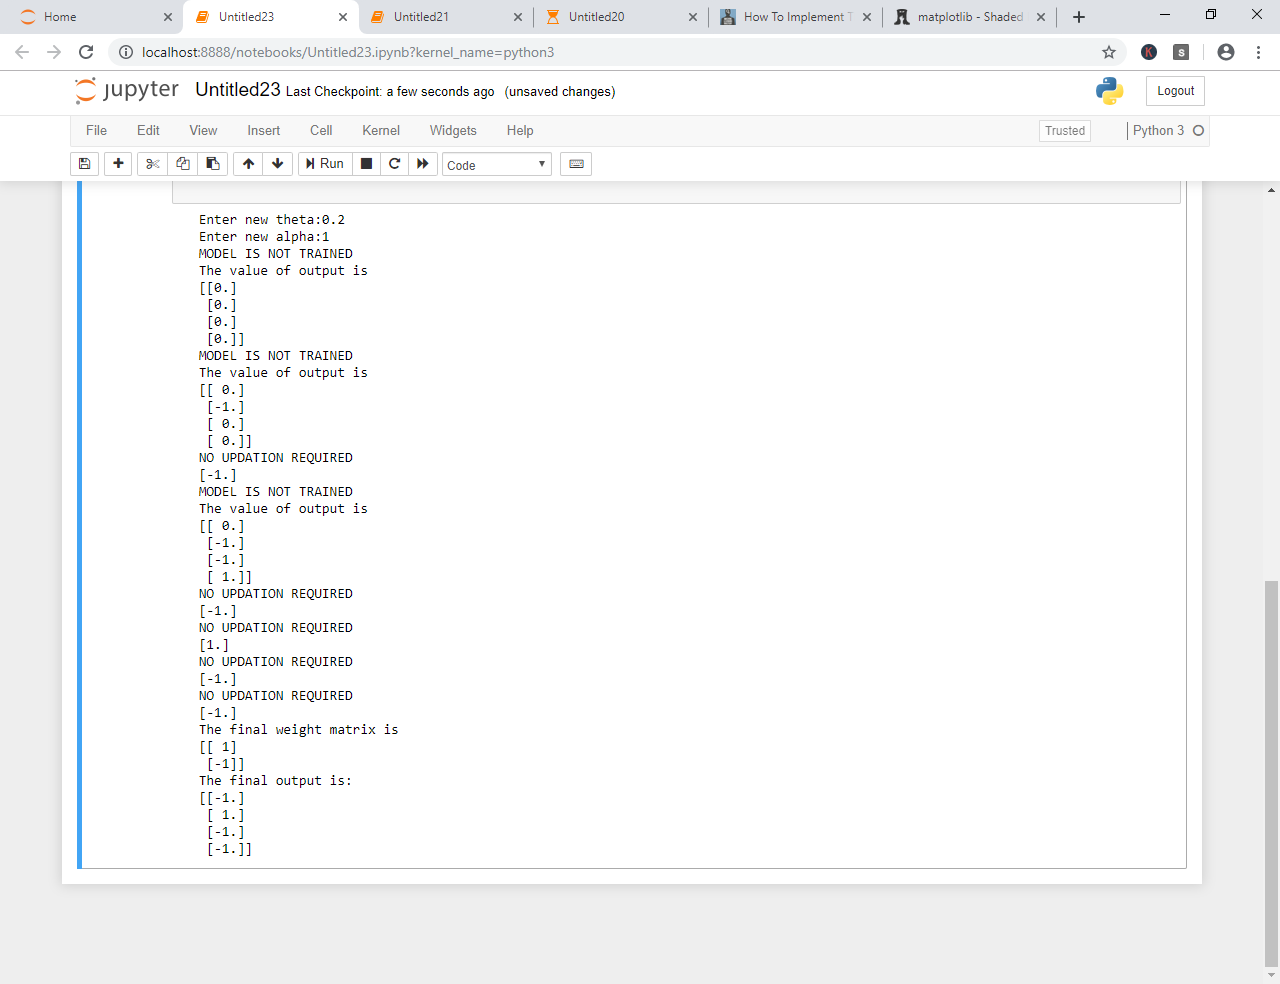 Home
Untitled23
Untitled21
Untitled20
How To Implement
matplotlib - Shaded
localhost:8888/notebooks/Untitled23.ipynb?kernel_name=python3
K
s
jupyter Untitled23 Last Checkpoint: a few seconds ago (unsaved changes)
Logout
File Edit View Insert Cell Kernel Widgets Help
Trusted
Python 3
Run
Code
Enter new theta:0.2
Enter new alpha:1
MODEL IS NOT TRAINED
The value of output is
[[0.]
[0.]
[0.]
[0.]]
MODEL IS NOT TRAINED
The value of output is
[[ 0.]
[-1.]
[ 0.]
[ 0.]]
NO UPDATION REQUIRED
[-1.]
MODEL IS NOT TRAINED
The value of output is
[[ 0.]
[-1.]
[-1.]
[ 1.]]
NO UPDATION REQUIRED
[-1.]
NO UPDATION REQUIRED
[1.]
NO UPDATION REQUIRED
[-1.]
NO UPDATION REQUIRED
[-1.]
The final weight matrix is
[[ 1]
[-1]]
The final output is:
[[-1.]
[ 1.]
[-1.]
[-1.]]